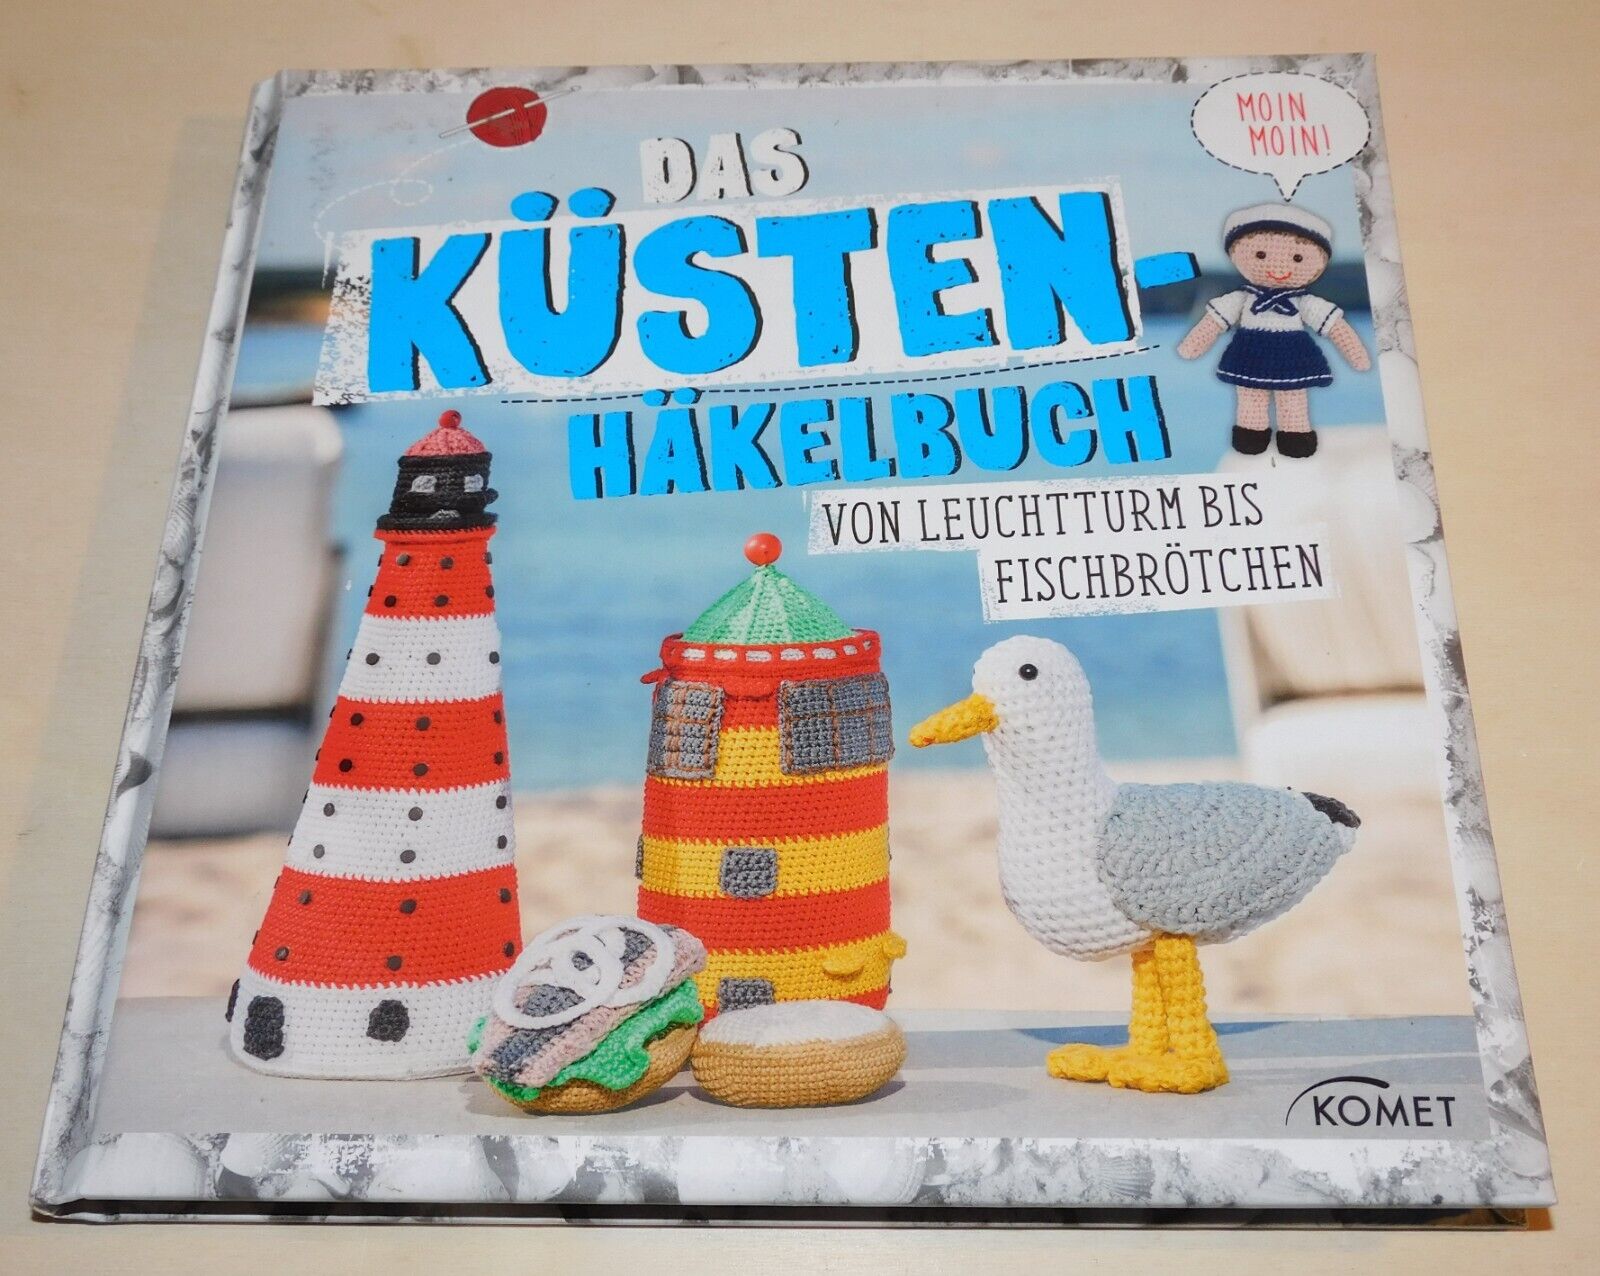 MOIN
MOIN!
DAS
KÜSTEN-
HÄKELBUCH
VON LEUCHTTURM BIS
FISCHBRÖTCHEN
KOMET